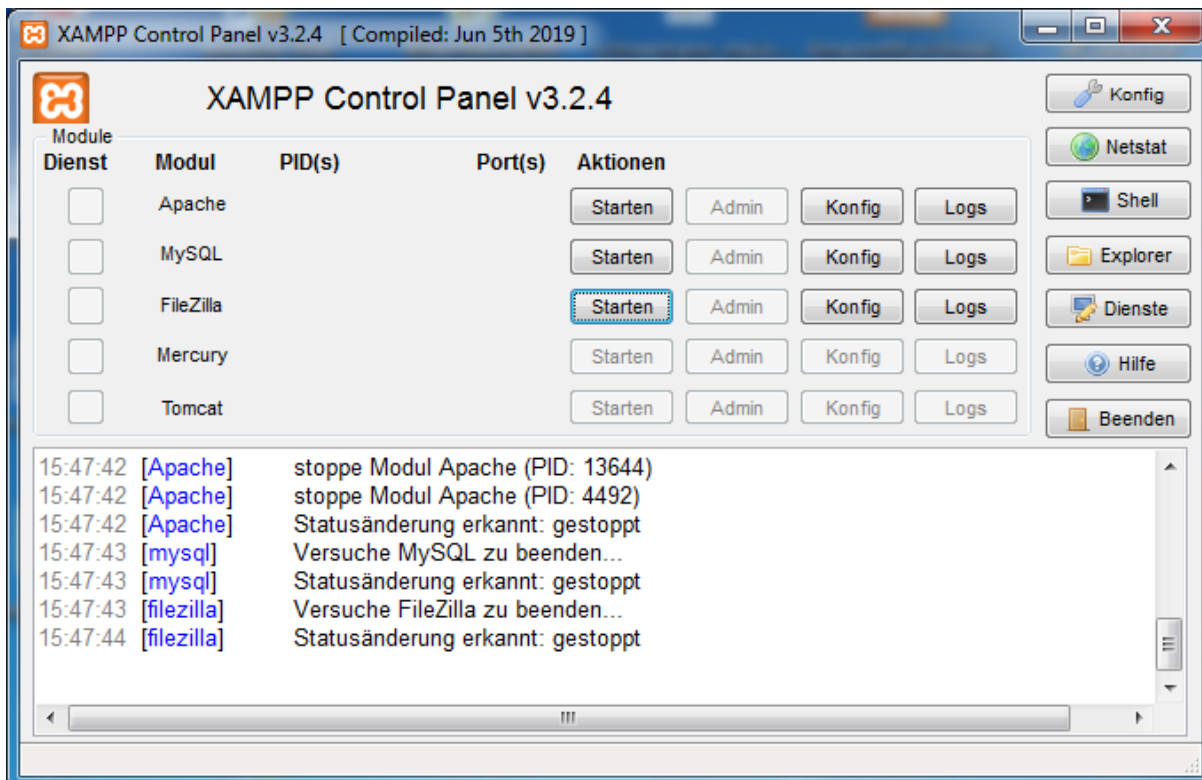 XAMPP Control Panel v3.2.4 [ Compiled: Jun 5th 2019 ]
XAMPP Control Panel v3.2.4
Konfig
Module
Dienst Modul PID(s) Port(s) Aktionen
Netstat
Apache Starten Admin Konfig Logs
Shell
MySQL Starten Admin Konfig Logs
Explorer
FileZilla Starten Admin Konfig Logs
Dienste
Mercury Starten Admin Konfig Logs
Hilfe
Tomcat Starten Admin Konfig Logs
Beenden
15:47:42 [Apache] stoppe Modul Apache (PID: 13644)
15:47:42 [Apache] stoppe Modul Apache (PID: 4492)
15:47:42 [Apache] Statusänderung erkannt: gestoppt
15:47:43 [mysql] Versuche MySQL zu beenden...
15:47:43 [mysql] Statusänderung erkannt: gestoppt
15:47:43 [filezilla] Versuche FileZilla zu beenden...
15:47:44 [filezilla] Statusänderung erkannt: gestoppt